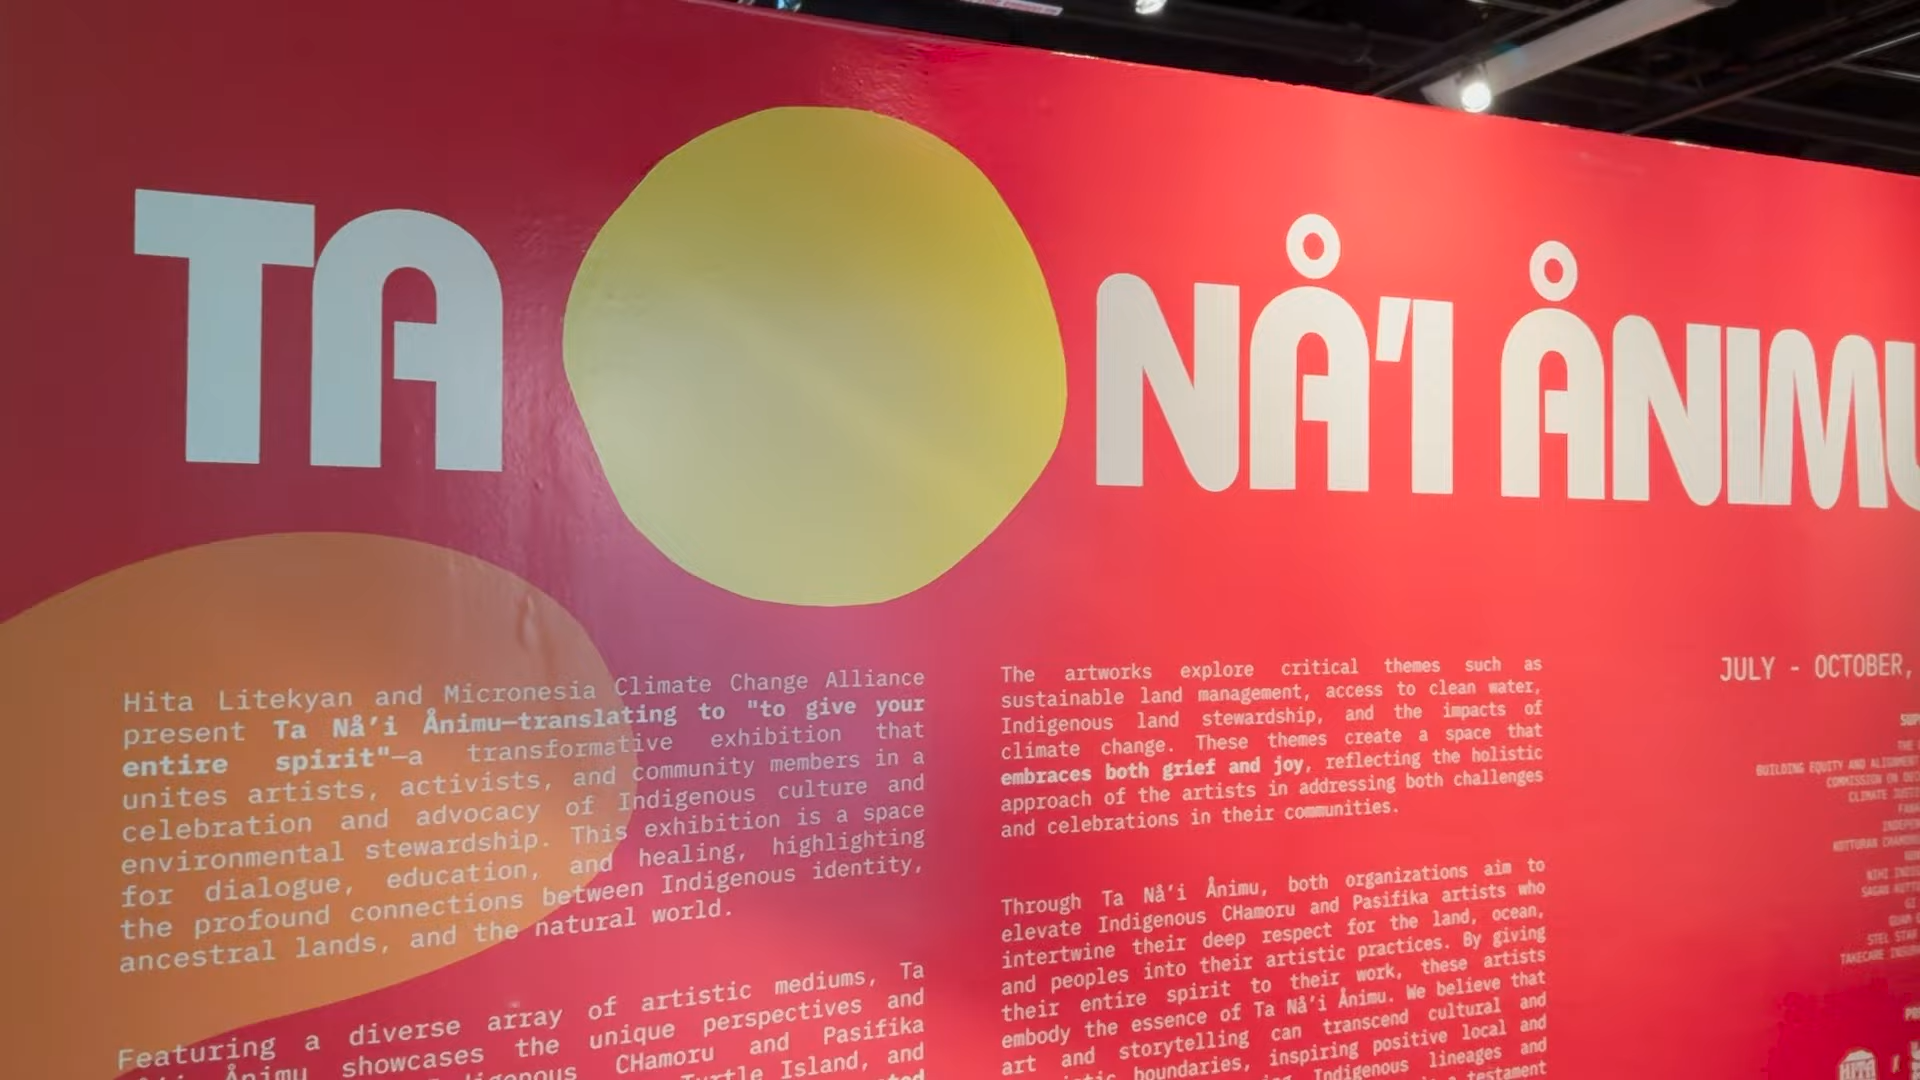 TA NÅ'I ÅNIMU
Hita Litekyan and Micronesia Climate Change Alliance
present Ta Nå'i Ånimu—translating to "to give your
entire spirit"—a transformative exhibition that
unites artists, activists, and community members in a
celebration and advocacy of Indigenous culture and
environmental stewardship. This exhibition is a space
for dialogue, education, and healing, highlighting
the profound connections between Indigenous identity,
ancestral lands, and the natural world.
Featuring a diverse array of artistic mediums, Ta
Ånimu showcases the unique perspectives and
CHamoru and Pasifika
Turtle Island, and
The artworks explore critical themes such as
sustainable land management, access to clean water,
Indigenous land stewardship, and the impacts of
climate change. These themes create a space that
embraces both grief and joy, reflecting the holistic
approach of the artists in addressing both challenges
and celebrations in their communities.
Through Ta Nå'i Ånimu, both organizations aim to
elevate Indigenous CHamoru and Pasifika artists who
intertwine their deep respect for the land, ocean,
and peoples into their artistic practices. By giving
their entire spirit to their work, these artists
embody the essence of Ta Nå'i Ånimu. We believe that
art and storytelling can transcend cultural and
boundaries, inspiring positive local and
Indigenous lineages and
testament
JULY - OCTOBER,
BUILDING EQUITY AND
COMMISSION ON